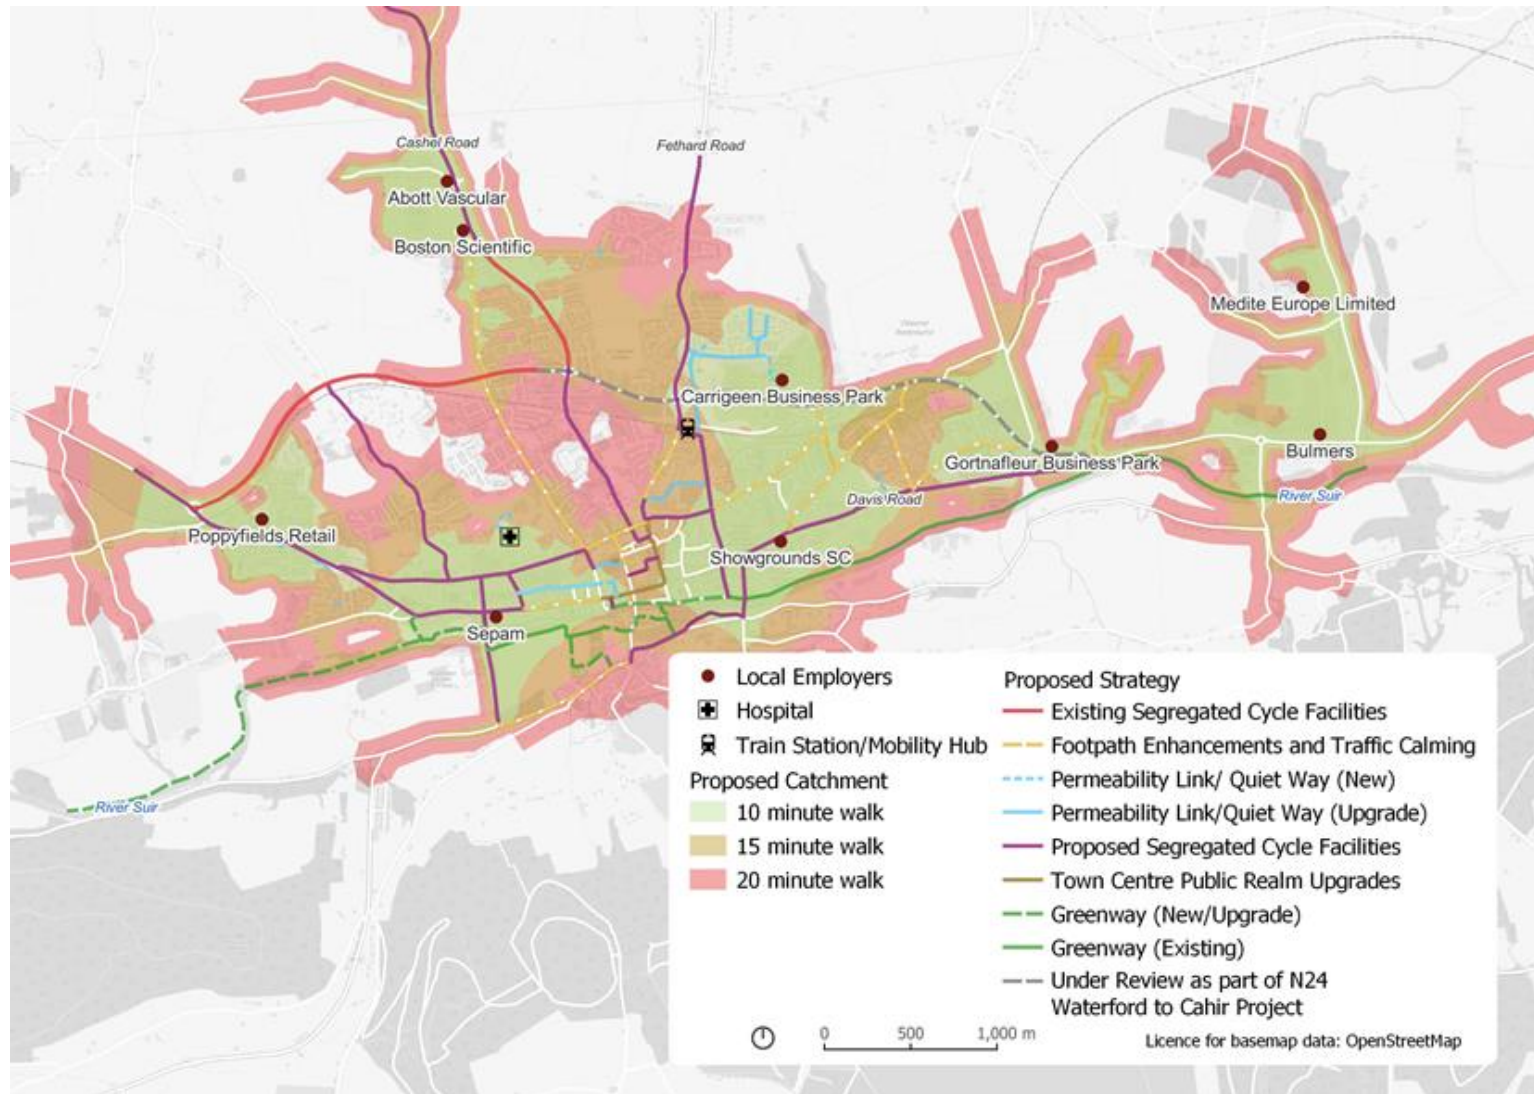 Cashel Road
Fethard Road
Abott Vascular
Boston Scientific
Medite Europe Limited
Carrigeen Business Park
Bulmers
Gortnafleur Business Park
Davis Road
River Suir
Poppyfields Retail
Showgrounds SC
Sepam
River Suir
Local Employers
Hospital
Train Station/Mobility Hub
Proposed Catchment
10 minute walk
15 minute walk
20 minute walk
Proposed Strategy
Existing Segregated Cycle Facilities
Footpath Enhancements and Traffic Calming
Permeability Link/ Quiet Way (New)
Permeability Link/Quiet Way (Upgrade)
Proposed Segregated Cycle Facilities
Town Centre Public Realm Upgrades
Greenway (New/Upgrade)
Greenway (Existing)
Under Review as part of N24
Waterford to Cahir Project
0 500 1,000 m
Licence for basemap data: OpenStreetMap